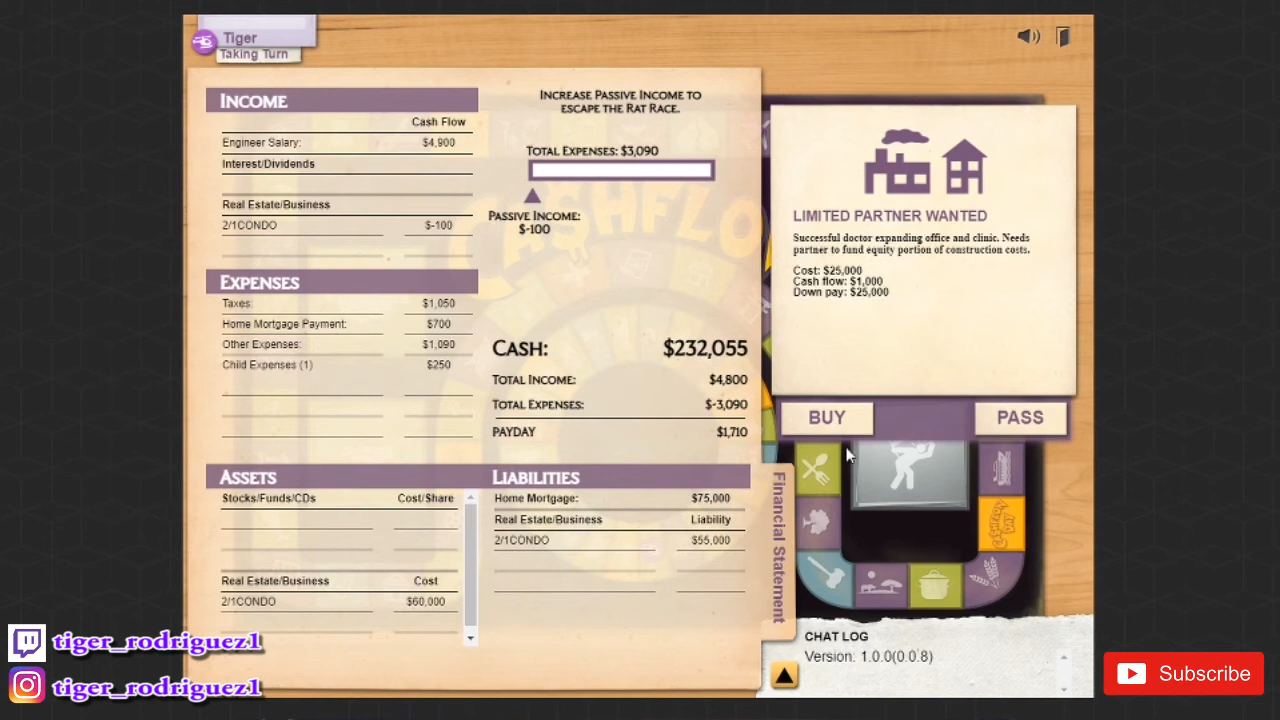 Tiger
Taking Turn
INCOME
Cash Flow
Engineer Salary: $4,900
Interest/Dividends
Real Estate/Business
2/1CONDO $-100
EXPENSES
Taxes: $1,050
Home Mortgage Payment: $700
Other Expenses: $1,090
Child Expenses (1) $250
INCREASE PASSIVE INCOME TO
ESCAPE THE RAT RACE.
TOTAL EXPENSES: $3,090
PASSIVE INCOME:
$-100
CASHFLO
CASH: $232,055
TOTAL INCOME: $4,800
TOTAL EXPENSES: $-3,090
PAYDAY $1,710
ASSETS
Stocks/Funds/CDs Cost/Share
Real Estate/Business Cost
2/1CONDO $60,000
LIABILITIES
Home Mortgage: $75,000
Real Estate/Business Liability
2/1CONDO $55,000
Financial Statement
LIMITED PARTNER WANTED
Successful doctor expanding office and clinic. Needs
partner to fund equity portion of construction costs.
Cost: $25,000
Cash flow: $1,000
Down pay: $25,000
BUY PASS
CASHFLOW DAY
CHAT LOG
Version: 1.0.0(0.0.8)
tiger_rodriguez1
tiger_rodriguez1
Subscribe